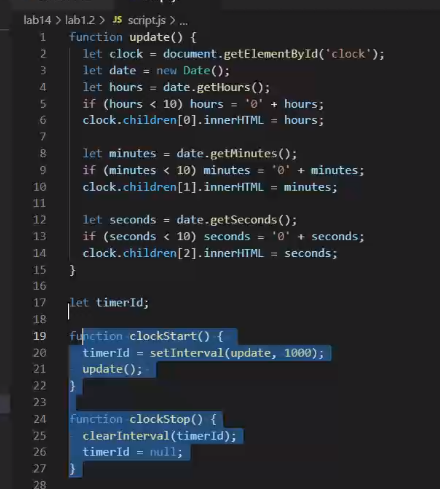 lab14 > lab1.2 > JS script.js > ...
1 function update() {
2 let clock = document.getElementById('clock');
3 let date = new Date();
4 let hours = date.getHours();
5 if (hours < 10) hours = '0' + hours;
6 clock.children[0].innerHTML = hours;
7
8 let minutes = date.getMinutes();
9 if (minutes < 10) minutes = '0' + minutes;
10 clock.children[1].innerHTML = minutes;
11
12 let seconds = date.getSeconds();
13 if (seconds < 10) seconds = '0' + seconds;
14 clock.children[2].innerHTML = seconds;
15 }
16
17 let timerId;
18
19 function clockStart() {
20 timerId = setInterval(update, 1000);
21 update();
22 }
23
24 function clockStop() {
25 clearInterval(timerId);
26 timerId = null;
27 }
28